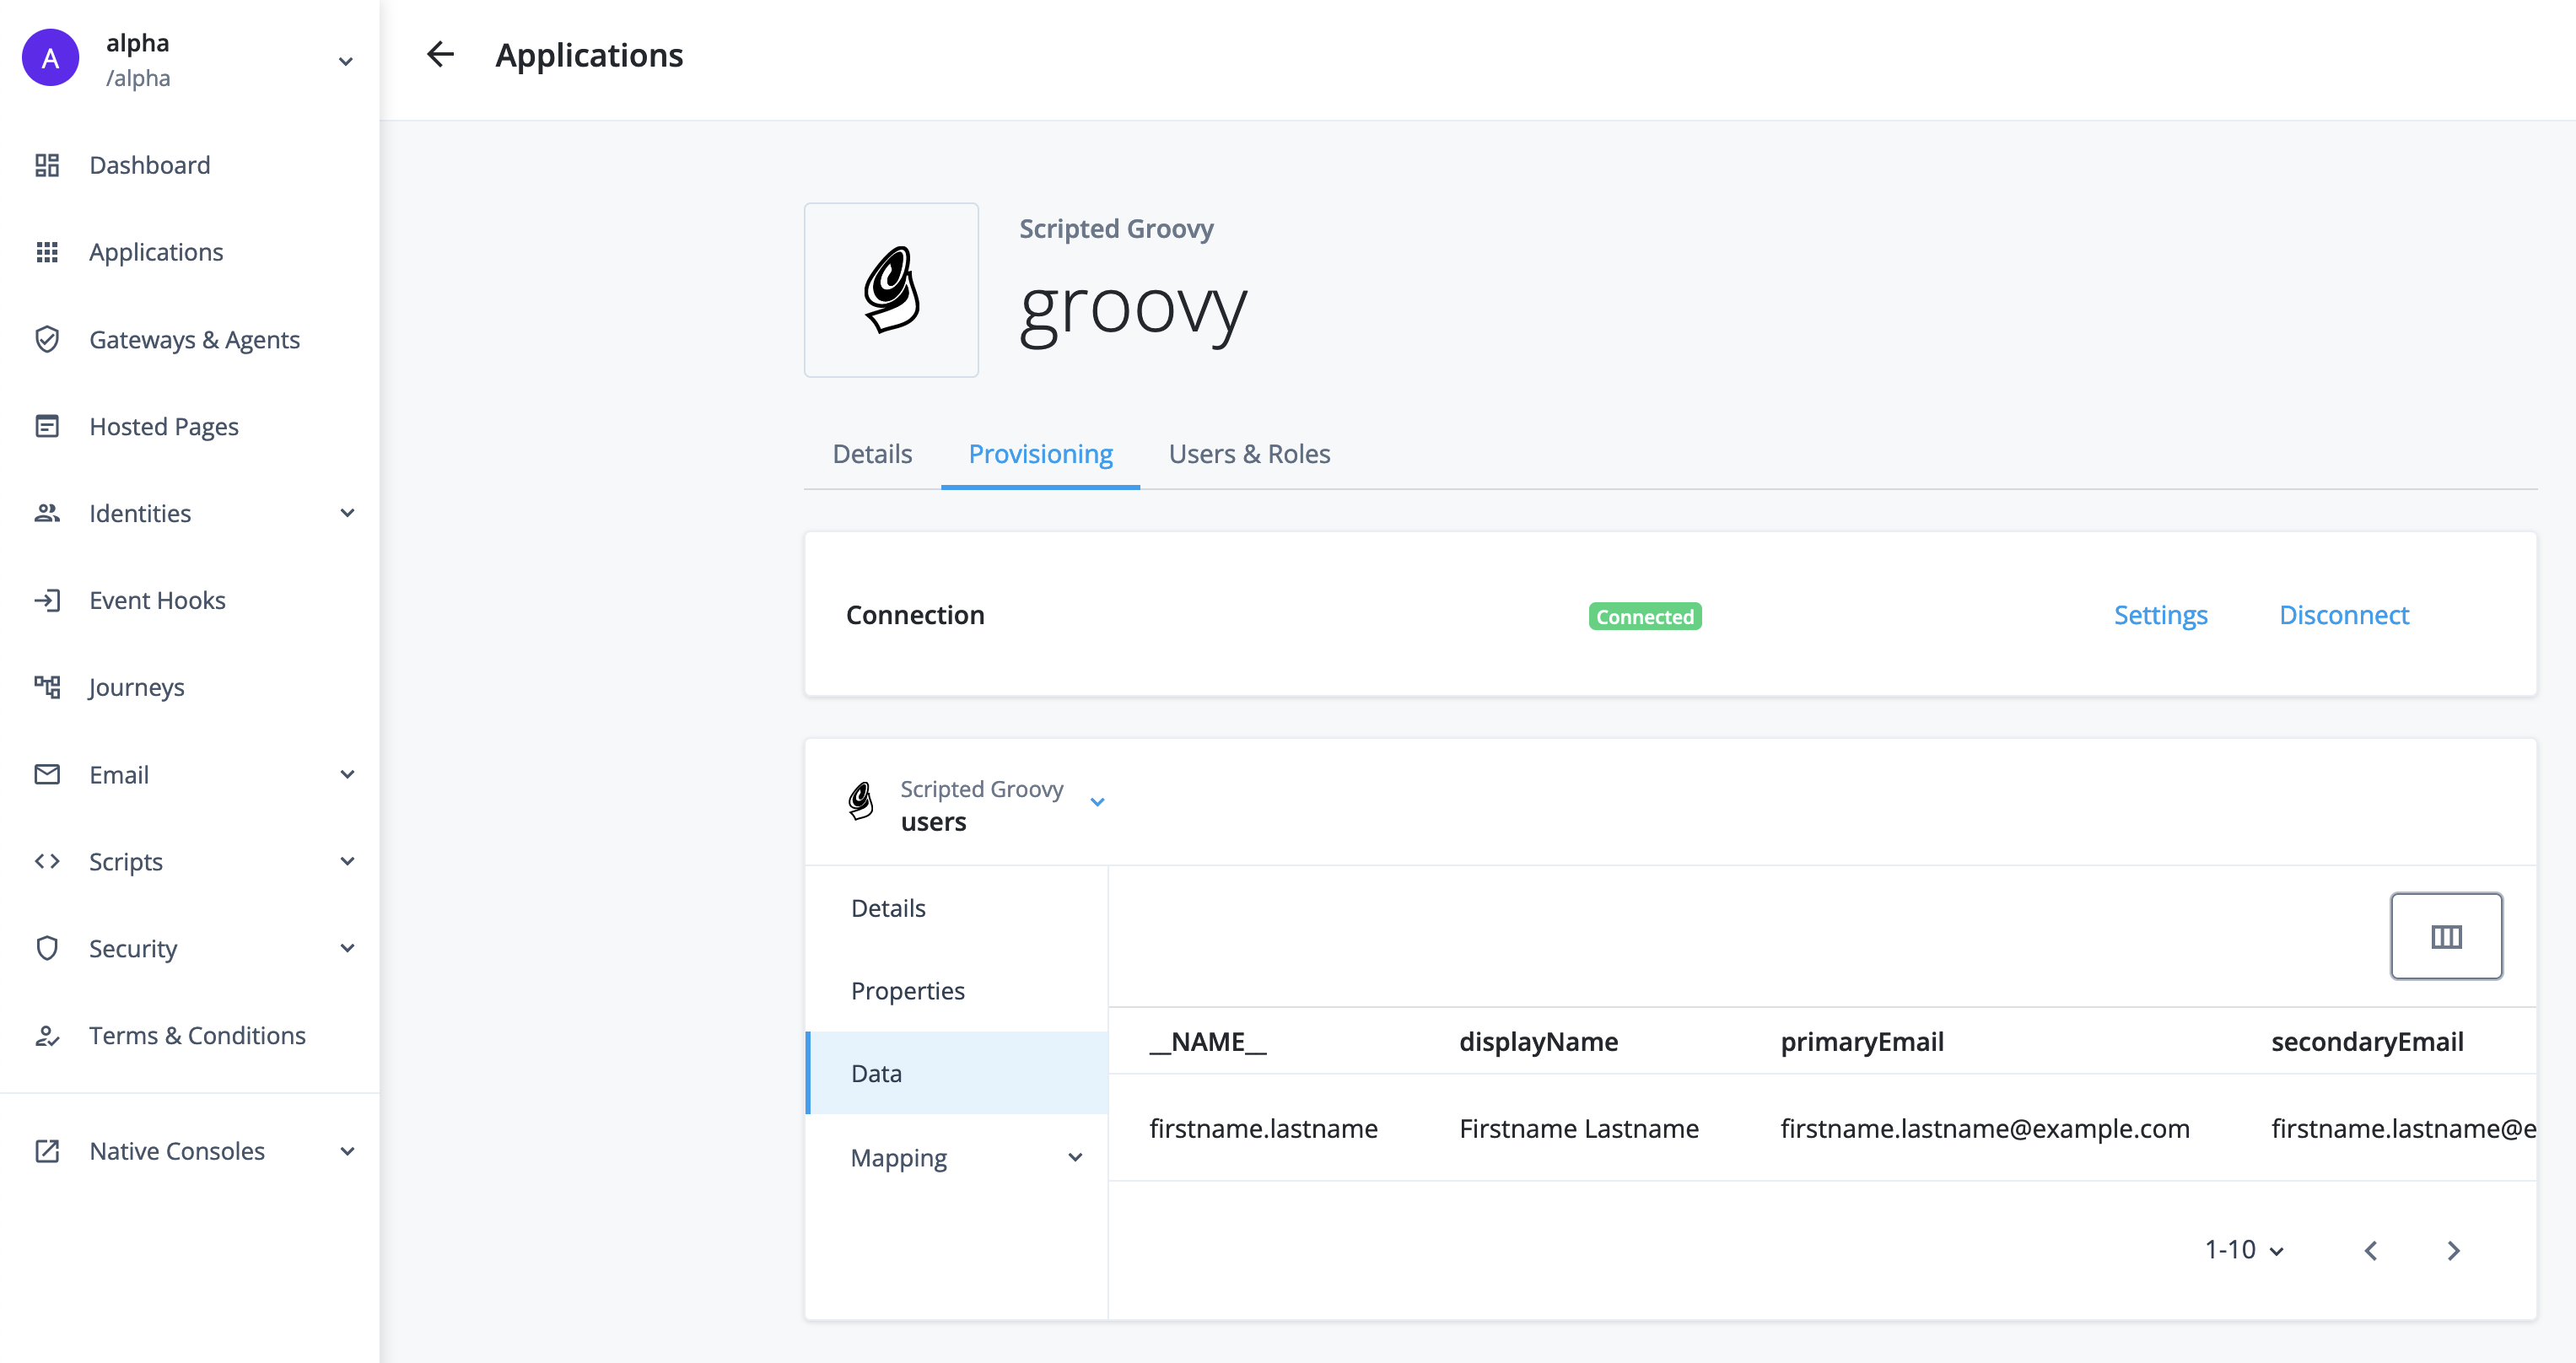 A
alpha
/alpha
Dashboard
Applications
Gateways & Agents
Hosted Pages
Identities
Event Hooks
Journeys
Email
Scripts
Security
Terms & Conditions
Native Consoles
Applications
Scripted Groovy
groovy
Details Provisioning Users & Roles
Connection Connected Settings Disconnect
Scripted Groovy
users
Details
Properties
Data
Mapping
__NAME__ displayName primaryEmail secondaryEmail
firstname.lastname Firstname Lastname firstname.lastname@example.com firstname.lastname@e
1-10